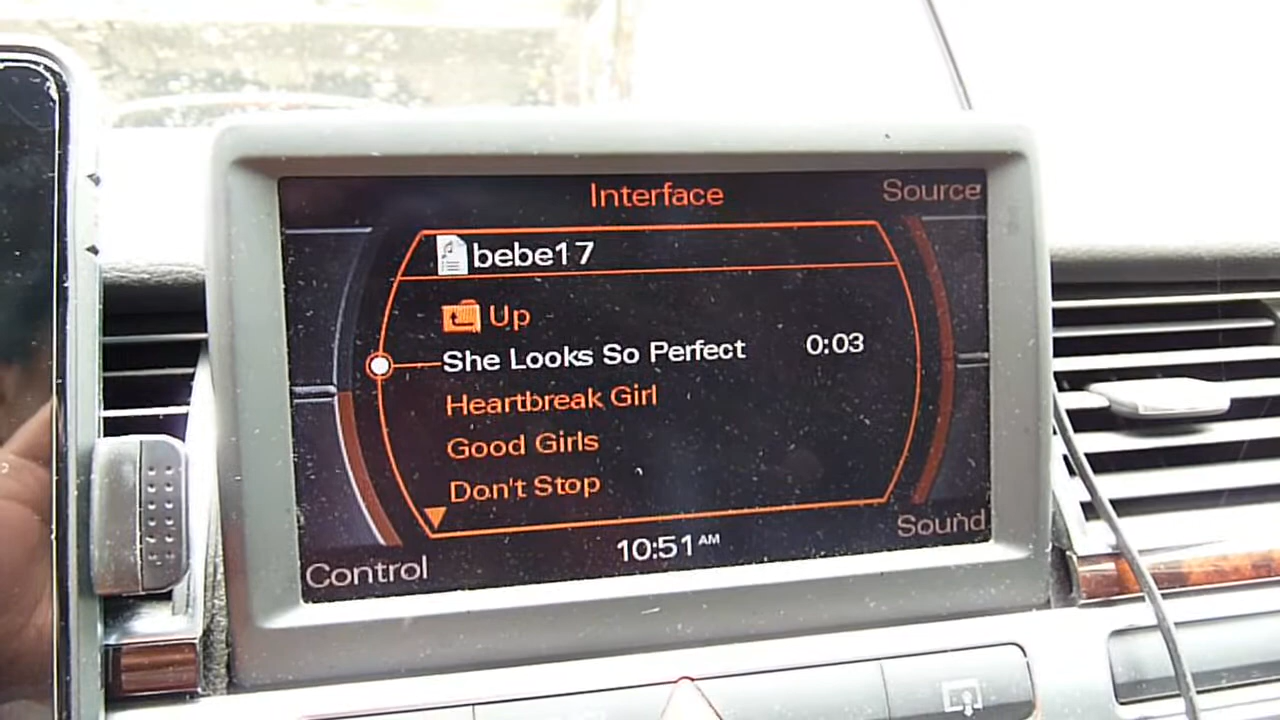 Interface
Source
bebe17
Up
She Looks So Perfect 0:03
Heartbreak Girl
Good Girls
Don't Stop
Sound
10:51 AM
Control